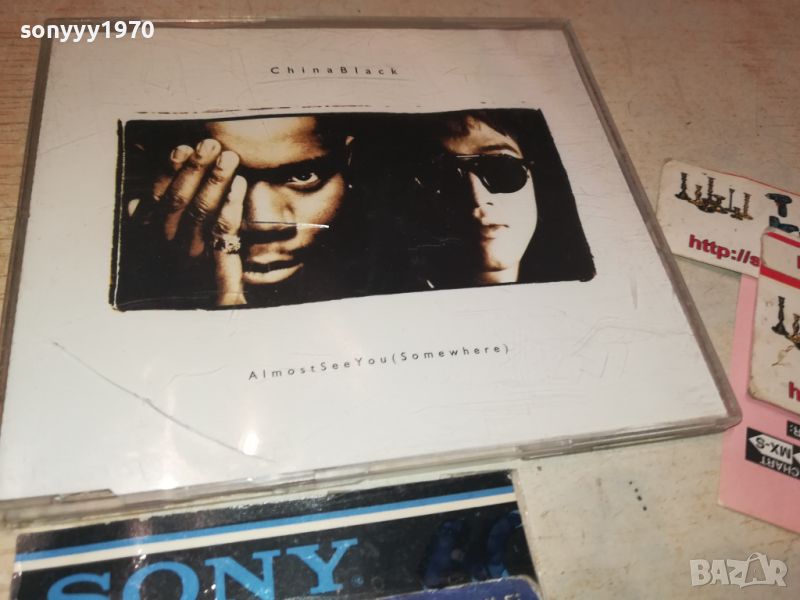 sonyyy1970
ChinaBlack
AlmostSeeYou(Somewhere)
http://s
h
CHART
MX-S
SONY
BAZAR